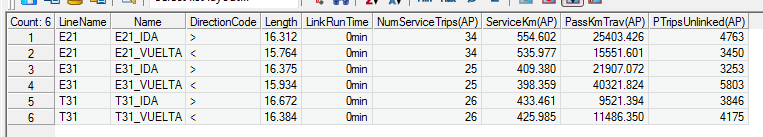 Count: 6 LineName Name DirectionCode Length LinkRunTime NumServiceTrips(AP) ServiceKm(AP) PassKmTrav(AP) PTripsUnlinked(AP)
1 E21 E21_IDA > 16.312 0min 34 554.602 25403.426 4763
2 E21 E21_VUELTA < 15.764 0min 34 535.977 15551.601 3450
3 E31 E31_IDA > 16.375 0min 25 409.380 21907.072 3253
4 E31 E31_VUELTA < 15.934 0min 25 398.359 40321.824 5803
5 T31 T31_IDA > 16.672 0min 26 433.461 9521.394 3846
6 T31 T31_VUELTA < 16.384 0min 26 425.985 11486.350 4175